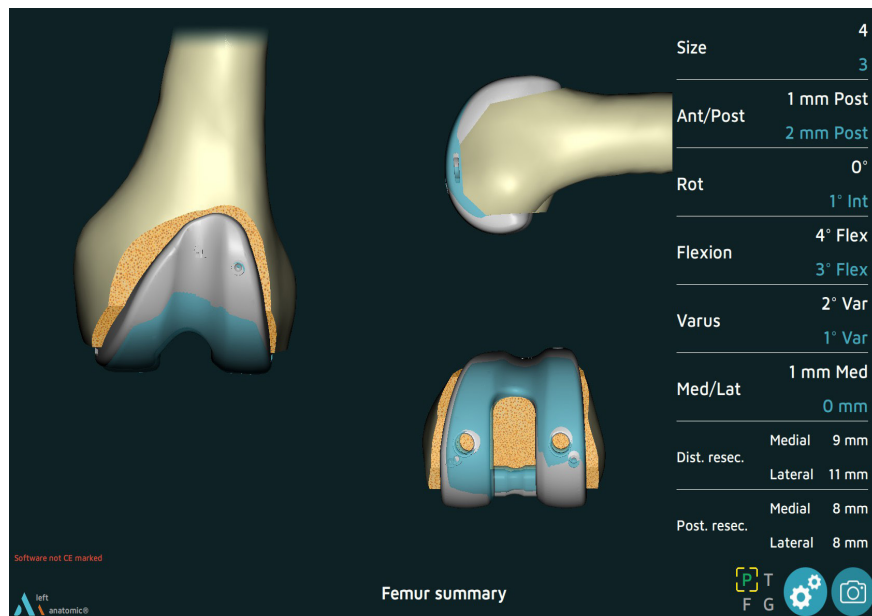 Size
4
3
Ant/Post
1 mm Post
2 mm Post
Rot
0°
1° Int
Flexion
4° Flex
3° Flex
Varus
2° Var
1° Var
Med/Lat
1 mm Med
0 mm
Dist. resec.
Medial 9 mm
Lateral 11 mm
Post. resec.
Medial 8 mm
Lateral 8 mm
Software not CE marked
left
anatomic®
Femur summary
P T
F G